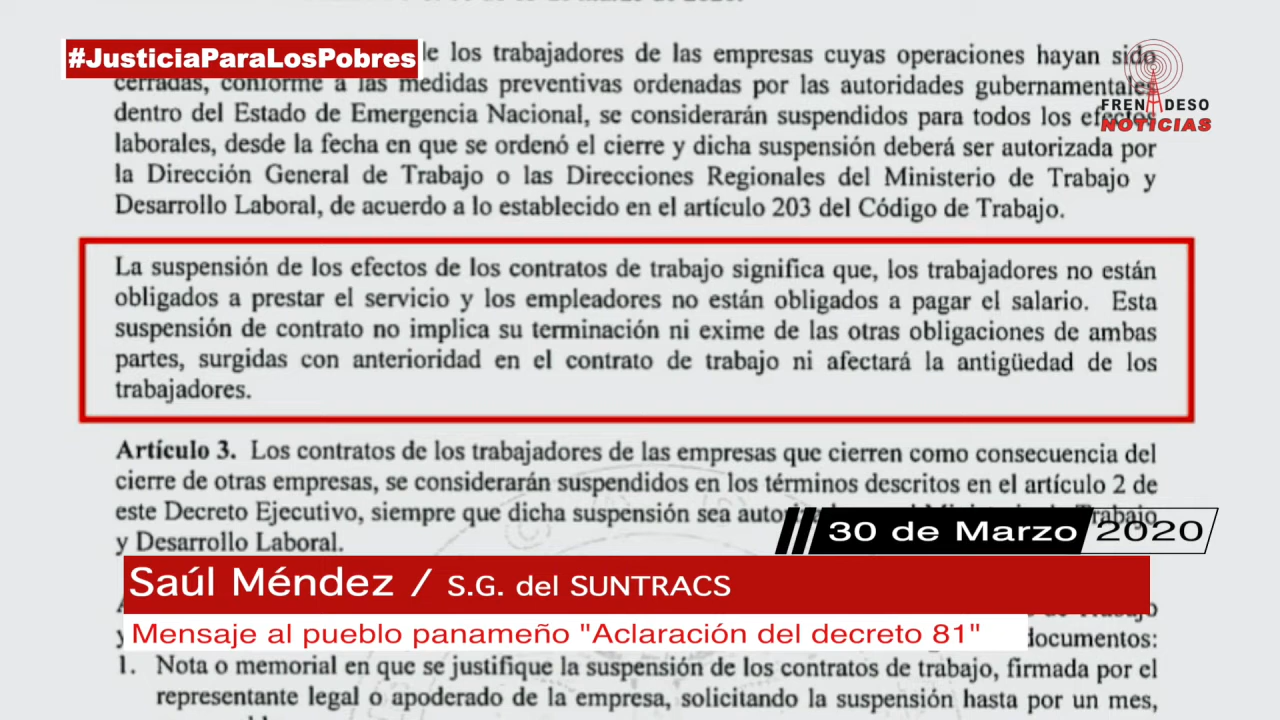 #JusticiaParaLosPobres
e los trabajadores de las empresas cuyas operaciones hayan sido
cerradas, conforme a las medidas preventivas ordenadas por las autoridades gubernamentales
FRENADESO
NOTICIAS
dentro del Estado de Emergencia Nacional, se considerarán suspendidos para todos los efectos
laborales, desde la fecha en que se ordenó el cierre y dicha suspensión deberá ser autorizada por
la Dirección General de Trabajo o las Direcciones Regionales del Ministerio de Trabajo y
Desarrollo Laboral, de acuerdo a lo establecido en el artículo 203 del Código de Trabajo.
La suspensión de los efectos de los contratos de trabajo significa que, los trabajadores no están
obligados a prestar el servicio y los empleadores no están obligados a pagar el salario. Esta
suspensión de contrato no implica su terminación ni exime de las otras obligaciones de ambas
partes, surgidas con anterioridad en el contrato de trabajo ni afectará la antigüedad de los
trabajadores.
Artículo 3. Los contratos de los trabajadores de las empresas que cierren como consecuencia del
cierre de otras empresas, se considerarán suspendidos en los términos descritos en el artículo 2 de
este Decreto Ejecutivo, siempre que dicha suspensión sea Trabajo
y Desarrollo Laboral.
30 de Marzo 2020
Saúl Méndez / S.G. del SUNTRACS
Mensaje al pueblo panameño "Aclaración del decreto 81"
documentos:
1. Nota o memorial en que se justifique la suspensión de los contratos de trabajo, firmada por el
representante legal o apoderado de la empresa, solicitando la suspensión hasta por un mes,